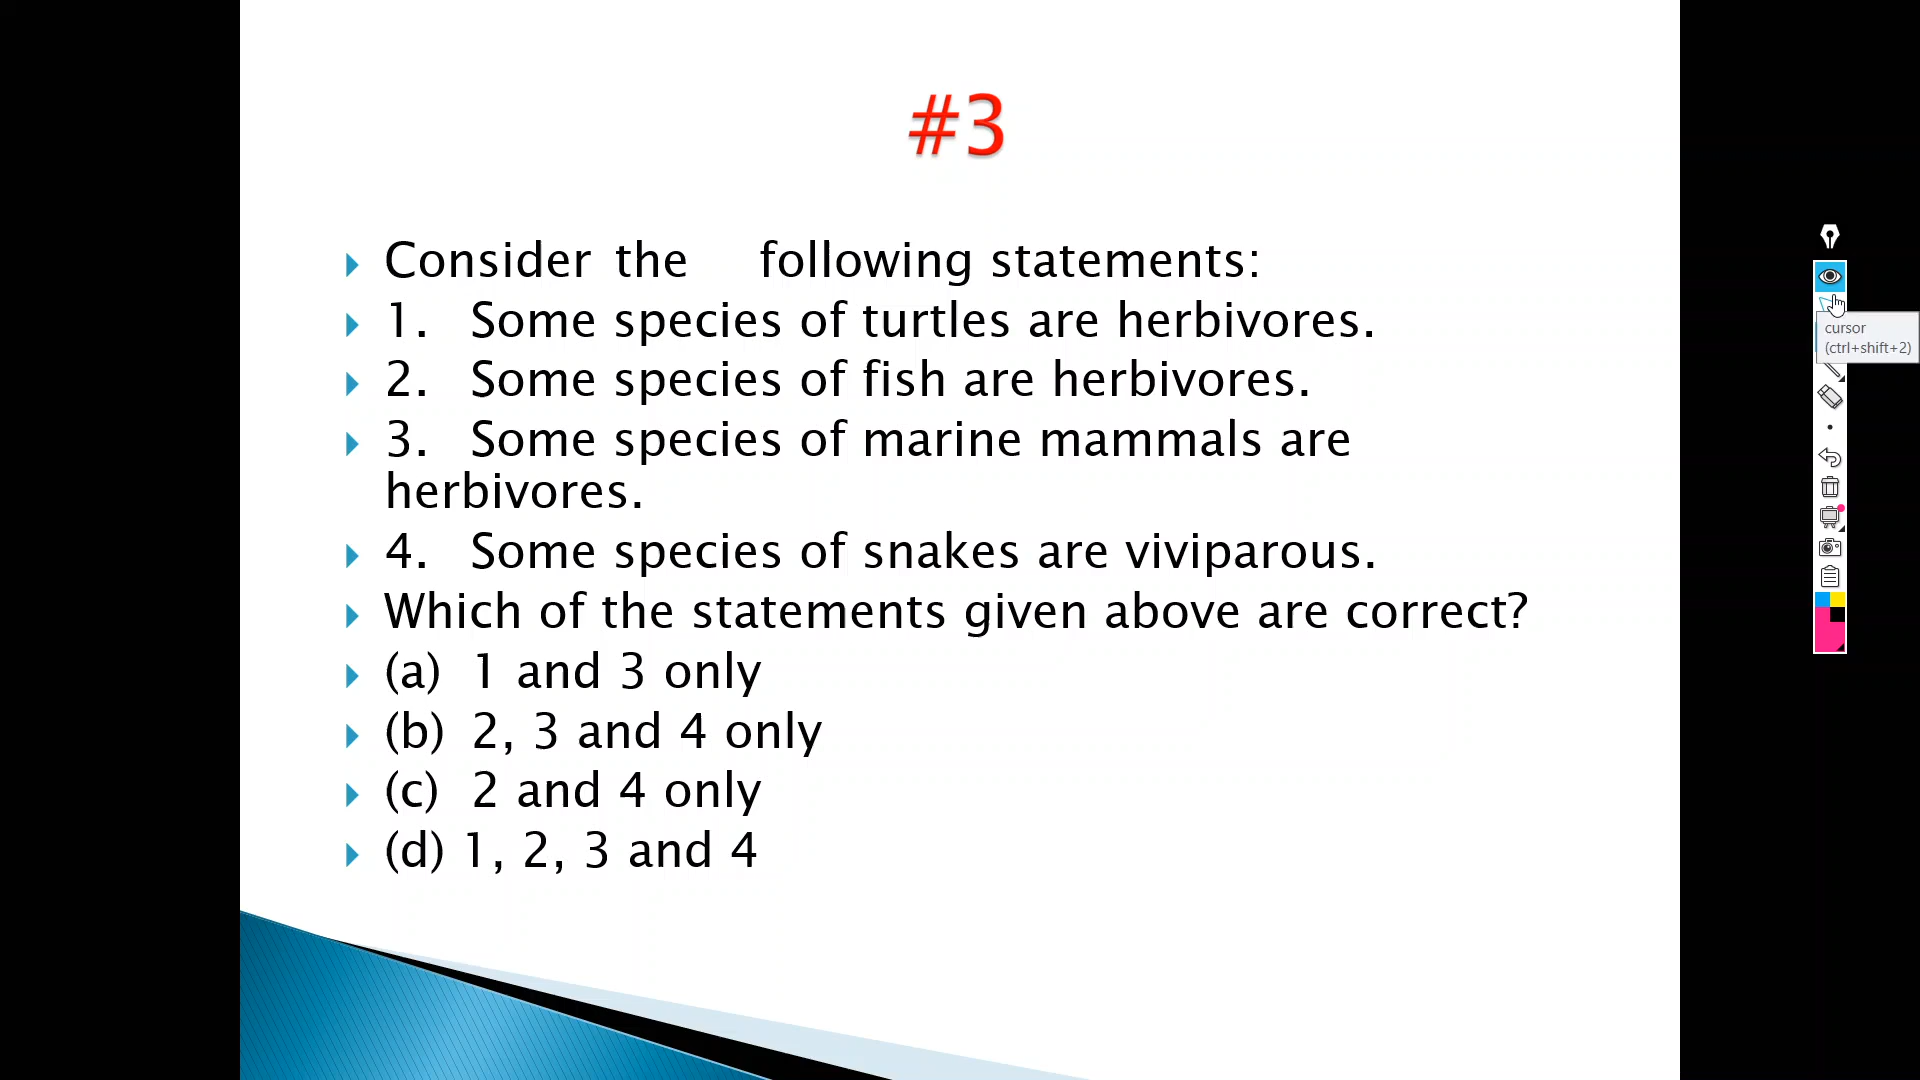 #3
Consider the following statements:
1. Some species of turtles are herbivores.
2. Some species of fish are herbivores.
3. Some species of marine mammals are
herbivores.
4. Some species of snakes are viviparous.
Which of the statements given above are correct?
(a) 1 and 3 only
(b) 2, 3 and 4 only
(c) 2 and 4 only
(d) 1, 2, 3 and 4
cursor
(ctrl+shift+2)